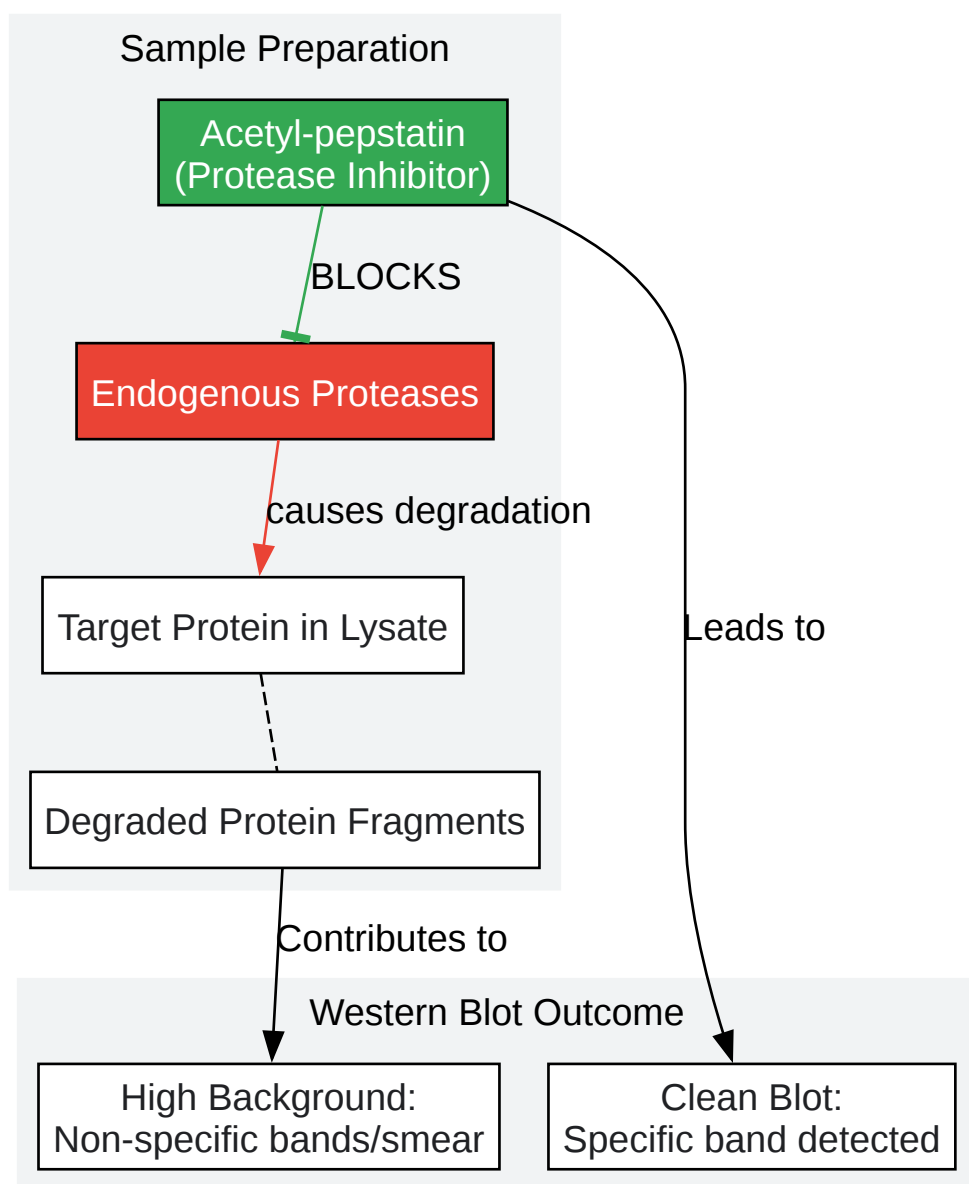 Sample Preparation
Acetyl-pepstatin
(Protease Inhibitor)
BLOCKS
Endogenous Proteases
causes degradation
Target Protein in Lysate
Leads to
Degraded Protein Fragments
Contributes to
Western Blot Outcome
High Background:
Non-specific bands/smear
Clean Blot:
Specific band detected